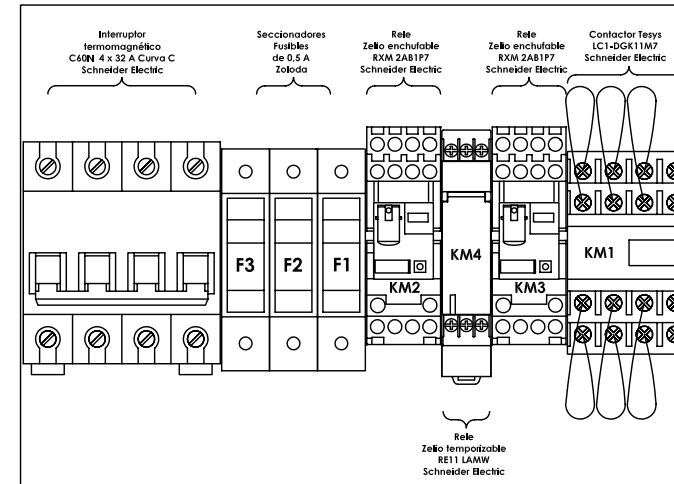 Interruptor
termomagnético
C60N 4 x 32 A Curva C
Schneider Electric
Seccionadores
Fusibles
de 0,5 A
Zoloda
Rele
Zelio enchufable
RXM 2AB1P7
Schneider Electric
Rele
Zelio enchufable
RXM 2AB1P7
Schneider Electric
Contactor Tesys
LC1-DGK11M7
Schneider Electric
F3
F2
F1
KM2
KM4
KM3
KM1
Rele
Zelio temporizable
RE11 LAMW
Schneider Electric